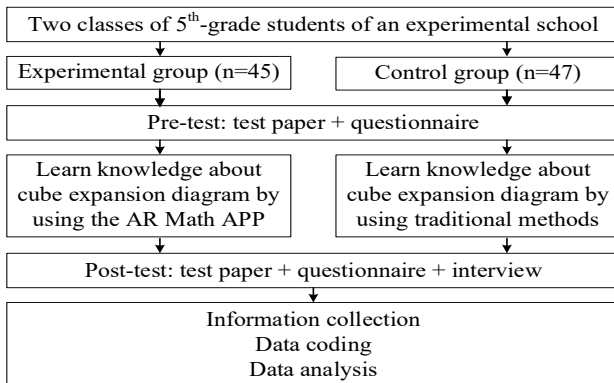 Two classes of 5th-grade students of an experimental school
Experimental group (n=45)
Control group (n=47)
Pre-test: test paper + questionnaire
Learn knowledge about
cube expansion diagram by
using the AR Math APP
Learn knowledge about
cube expansion diagram by
using traditional methods
Post-test: test paper + questionnaire + interview
Information collection
Data coding
Data analysis